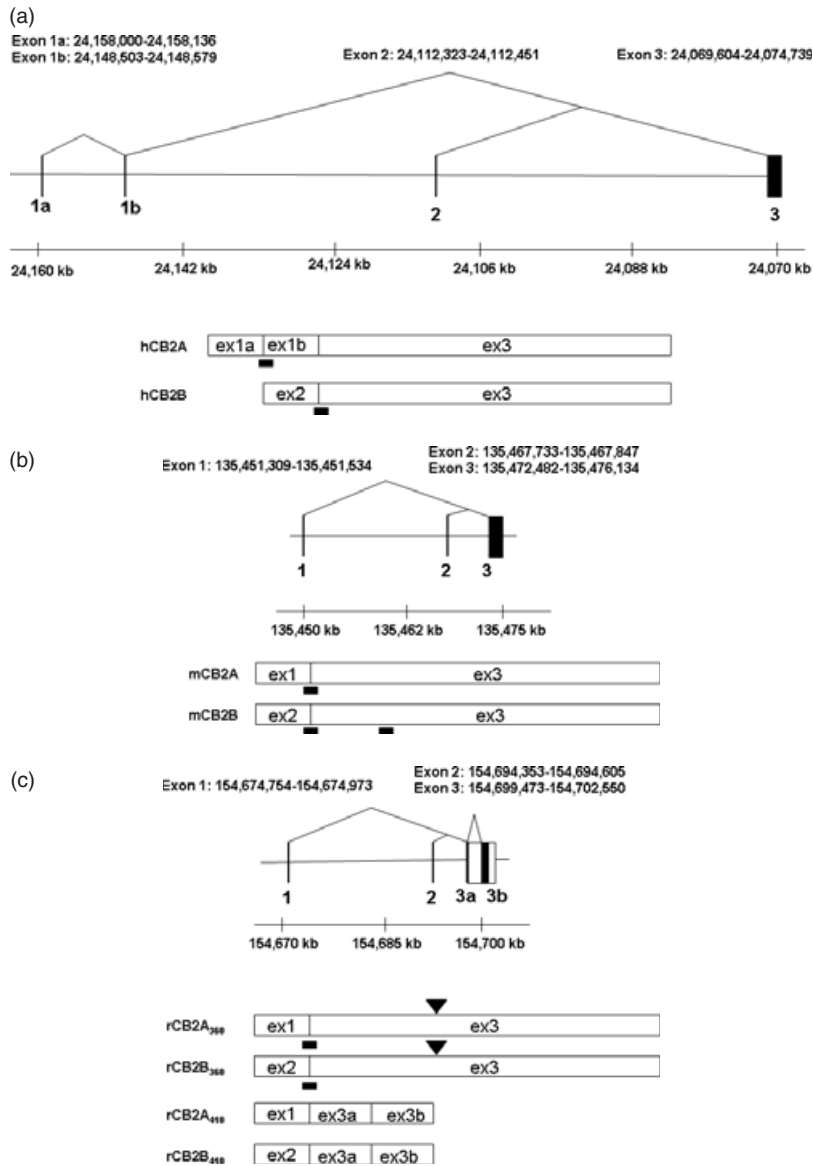 (a)
Exon 1a: 24,158,000-24,158,136
Exon 1b: 24,148,503-24,148,579
Exon 2: 24,112,323-24,112,451
Exon 3: 24,069,604-24,074,739
1a
1b
2
3
24,160 kb
24,142 kb
24,124 kb
24,106 kb
24,088 kb
24,070 kb
hCB2A
ex1a
ex1b
ex3
hCB2B
ex2
ex3
(b)
Exon 1: 135,451,309-135,451,534
Exon 2: 135,467,733-135,467,847
Exon 3: 135,472,482-135,476,134
1
2
3
135,450 kb
135,462 kb
135,475 kb
mCB2A
ex1
ex3
mCB2B
ex2
ex3
(c)
Exon 1: 154,674,754-154,674,973
Exon 2: 154,694,353-154,694,605
Exon 3: 154,699,473-154,702,550
1
2
3a
3b
154,670 kb
154,685 kb
154,700 kb
rCB2A₃₆₀
ex1
ex3
rCB2B₃₆₀
ex2
ex3
rCB2A₄₁₀
ex1
ex3a
ex3b
rCB2B₄₁₀
ex2
ex3a
ex3b